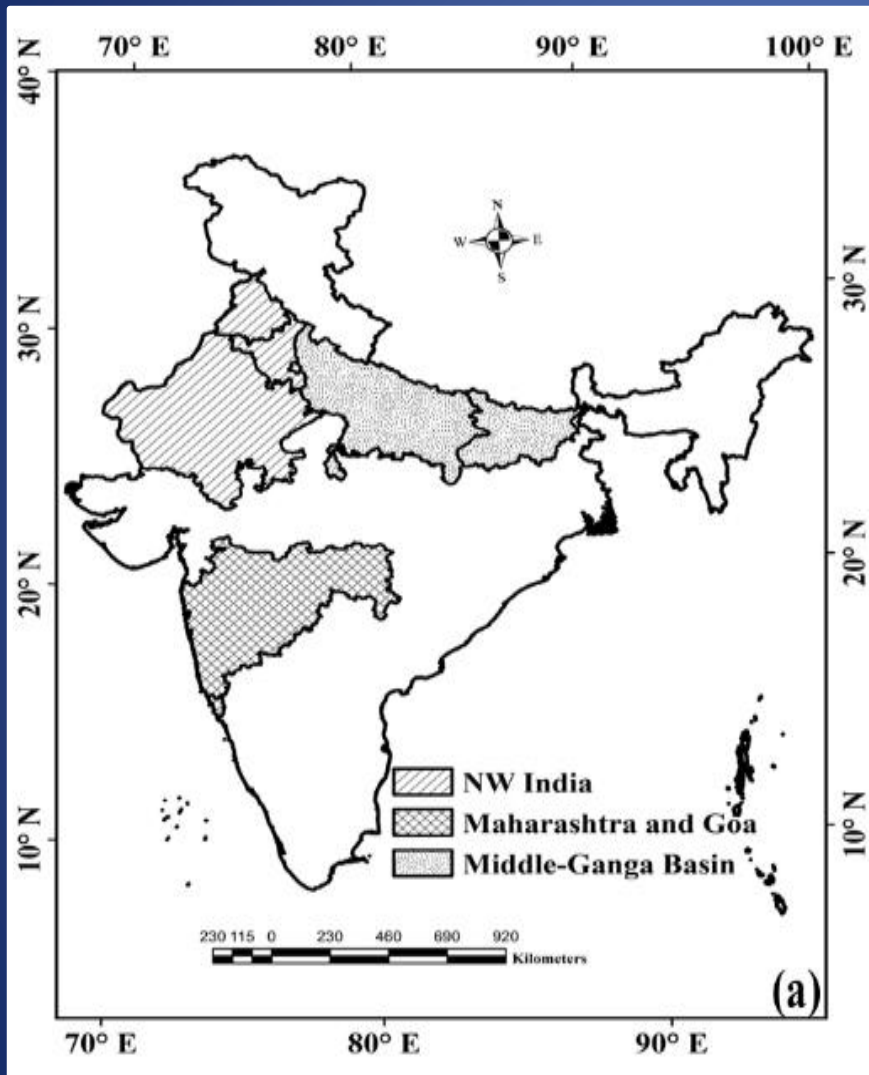 70° E 80° E 90° E 100° E
40° N
N
W E
S
30° N
30° N
20° N
20° N
NW India
Maharashtra and Goa
Middle-Ganga Basin
10° N
10° N
230 115 0 230 460 690 920
Kilometers
(a)
70° E 80° E 90° E